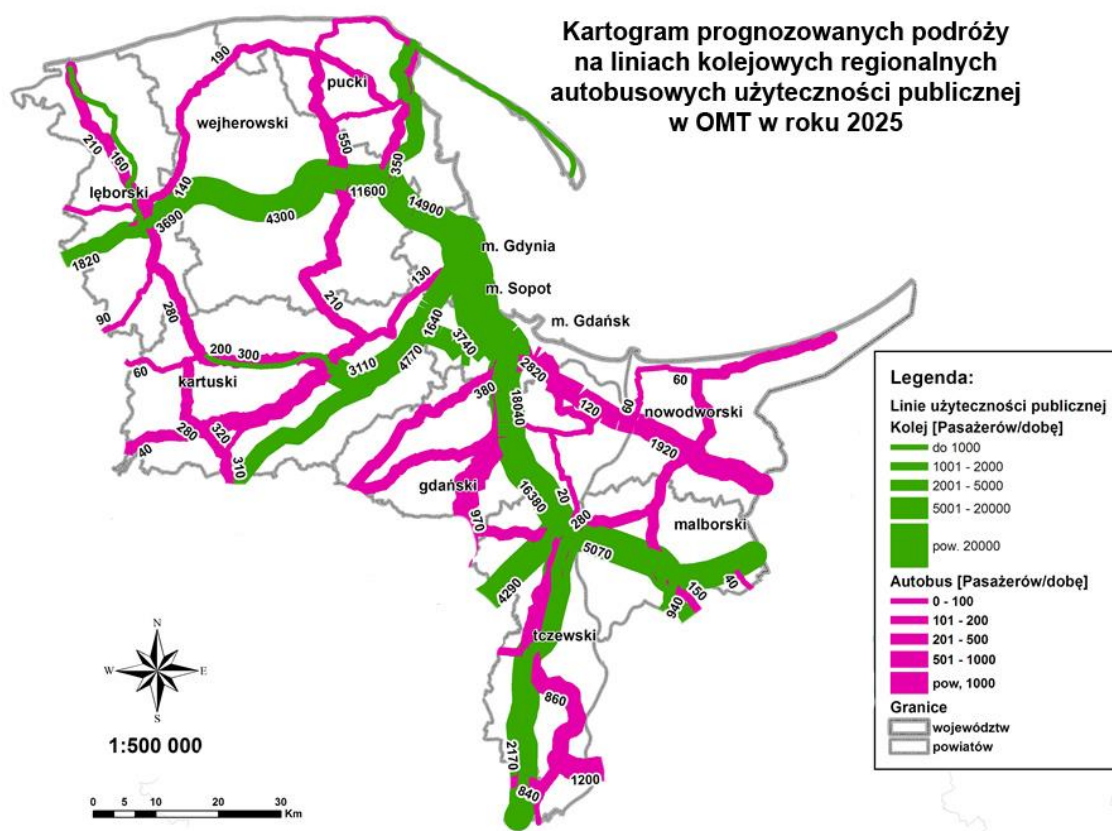 Kartogram prognozowanych podróży
na liniach kolejowych regionalnych
autobusowych użyteczności publicznej
w OMT w roku 2025
190
pucki
wejherowski
550
350
210
160
140
lęborski
11600
14900
3690
4300
1820
m. Gdynia
130
m. Sopot
280
210
90
1640
m. Gdańsk
3740
200 300
3110
4770
60
kartuski
2820
380
60
120
60
nowodworski
18040
280
320
40
310
1920
gdański
16380
20
970
280
malborski
5070
4290
150
40
940
tczewski
860
2170
1200
840
N
W
E
S
1:500 000
0 5 10 20 30
Km
Legenda:
Linie użyteczności publicznej
Kolej [Pasażerów/dobę]
do 1000
1001 - 2000
2001 - 5000
5001 - 20000
pow. 20000
Autobus [Pasażerów/dobę]
0 - 100
101 - 200
201 - 500
501 - 1000
pow, 1000
Granice
województw
powiatów